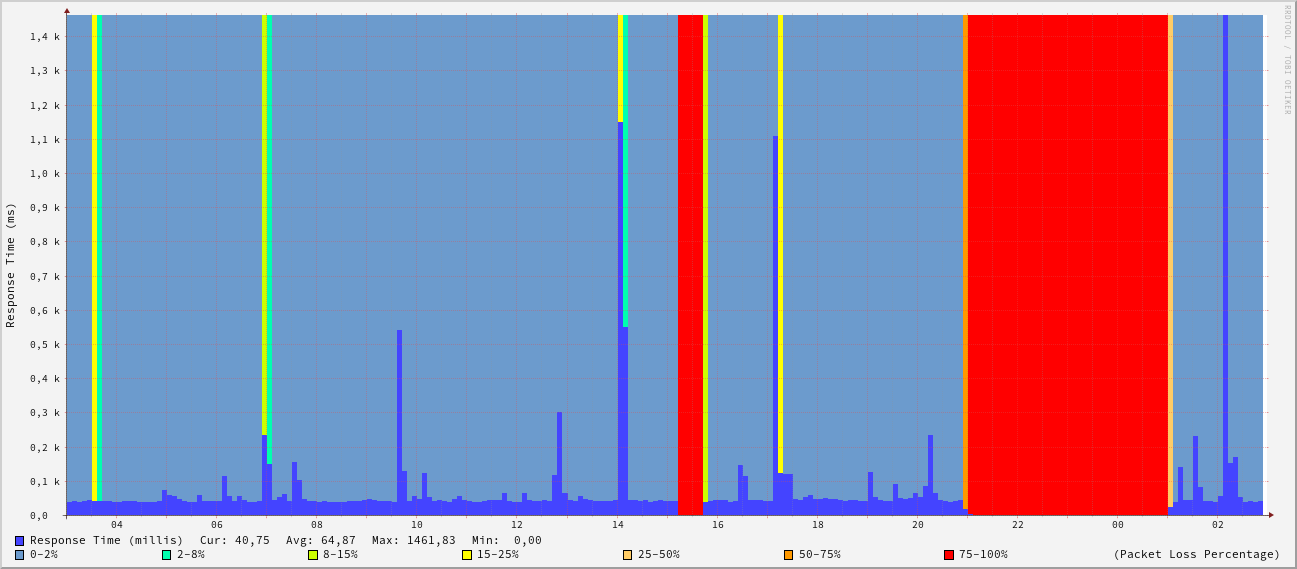 RRDTOOL / TOBI OETIKER
Response Time (ms)
1,4 k
1,3 k
1,2 k
1,1 k
1,0 k
0,9 k
0,8 k
0,7 k
0,6 k
0,5 k
0,4 k
0,3 k
0,2 k
0,1 k
0,0
04 06 08 10 12 14 16 18 20 22 00 02
Response Time (millis) Cur: 40,75 Avg: 64,87 Max: 1461,83 Min: 0,00
0-2% 2-8% 8-15% 15-25% 25-50% 50-75% 75-100% (Packet Loss Percentage)